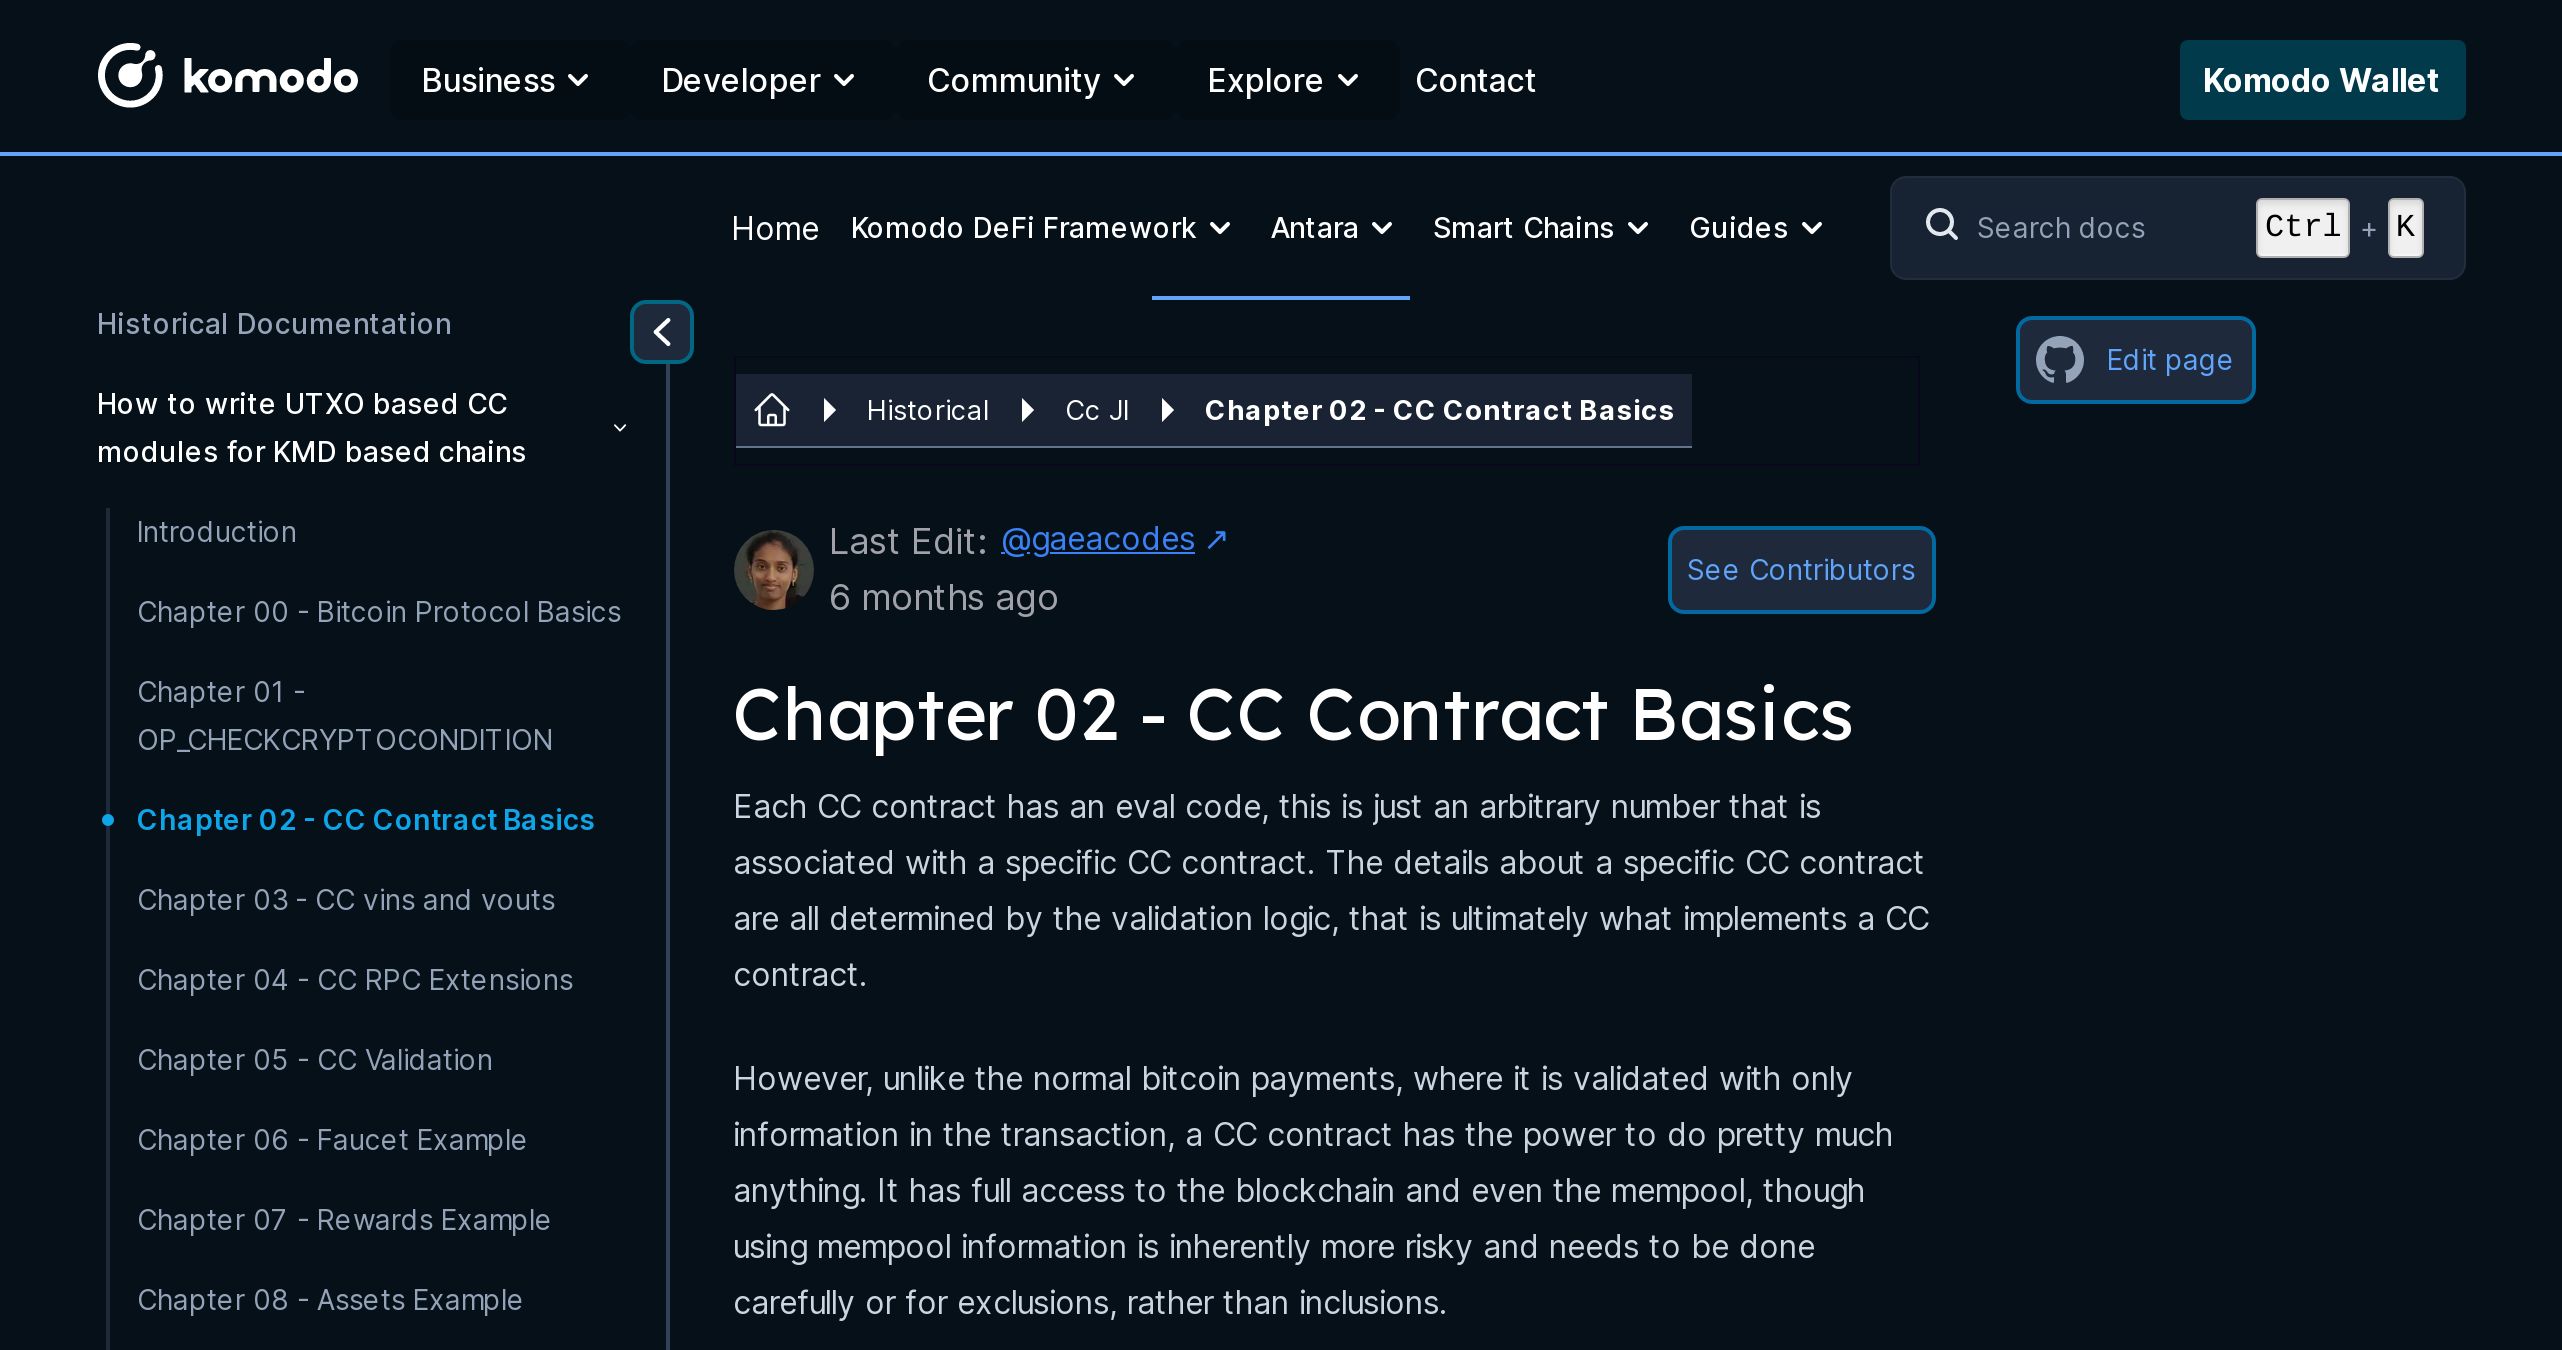 komodo Business Developer Community Explore Contact Komodo Wallet
Home Komodo DeFi Framework Antara Smart Chains Guides Search docs Ctrl + K
Historical Documentation
How to write UTXO based CC
modules for KMD based chains
Introduction
Chapter 00 - Bitcoin Protocol Basics
Chapter 01 -
OP_CHECKCRYPTOCONDITION
Chapter 02 - CC Contract Basics
Chapter 03 - CC vins and vouts
Chapter 04 - CC RPC Extensions
Chapter 05 - CC Validation
Chapter 06 - Faucet Example
Chapter 07 - Rewards Example
Chapter 08 - Assets Example
Historical Cc Jl Chapter 02 - CC Contract Basics
Edit page
Last Edit: @gaeacodes ↗
6 months ago
See Contributors
Chapter 02 - CC Contract Basics
Each CC contract has an eval code, this is just an arbitrary number that is
associated with a specific CC contract. The details about a specific CC contract
are all determined by the validation logic, that is ultimately what implements a CC
contract.
However, unlike the normal bitcoin payments, where it is validated with only
information in the transaction, a CC contract has the power to do pretty much
anything. It has full access to the blockchain and even the mempool, though
using mempool information is inherently more risky and needs to be done
carefully or for exclusions, rather than inclusions.